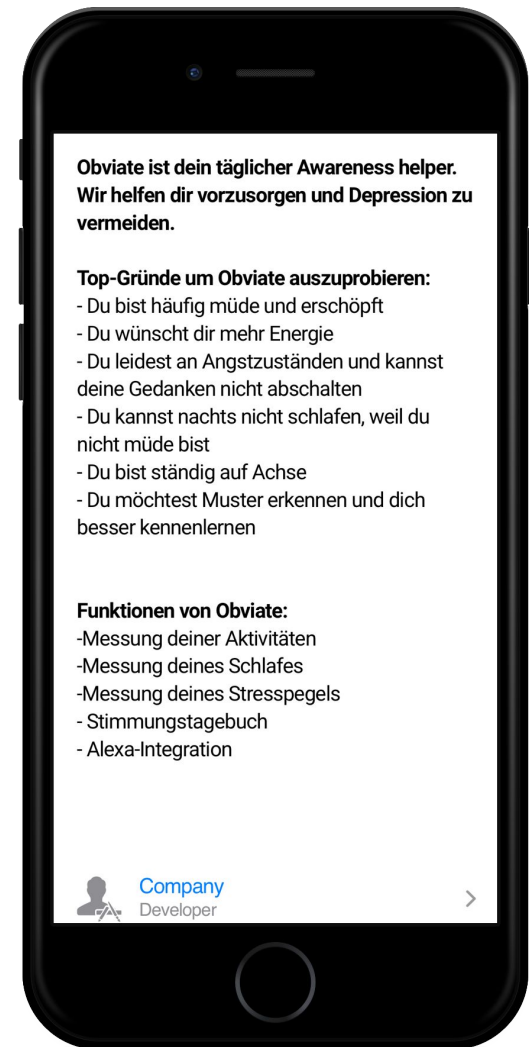 Obviate ist dein täglicher Awareness helper.
Wir helfen dir vorzusorgen und Depression zu
vermeiden.
Top-Gründe um Obviate auszuprobieren:
- Du bist häufig müde und erschöpft
- Du wünscht dir mehr Energie
- Du leidest an Angstzuständen und kannst
deine Gedanken nicht abschalten
- Du kannst nachts nicht schlafen, weil du
nicht müde bist
- Du bist ständig auf Achse
- Du möchtest Muster erkennen und dich
besser kennenlernen
Funktionen von Obviate:
-Messung deiner Aktivitäten
-Messung deines Schlafes
-Messung deines Stresspegels
- Stimmungstagebuch
- Alexa-Integration
Company
Developer